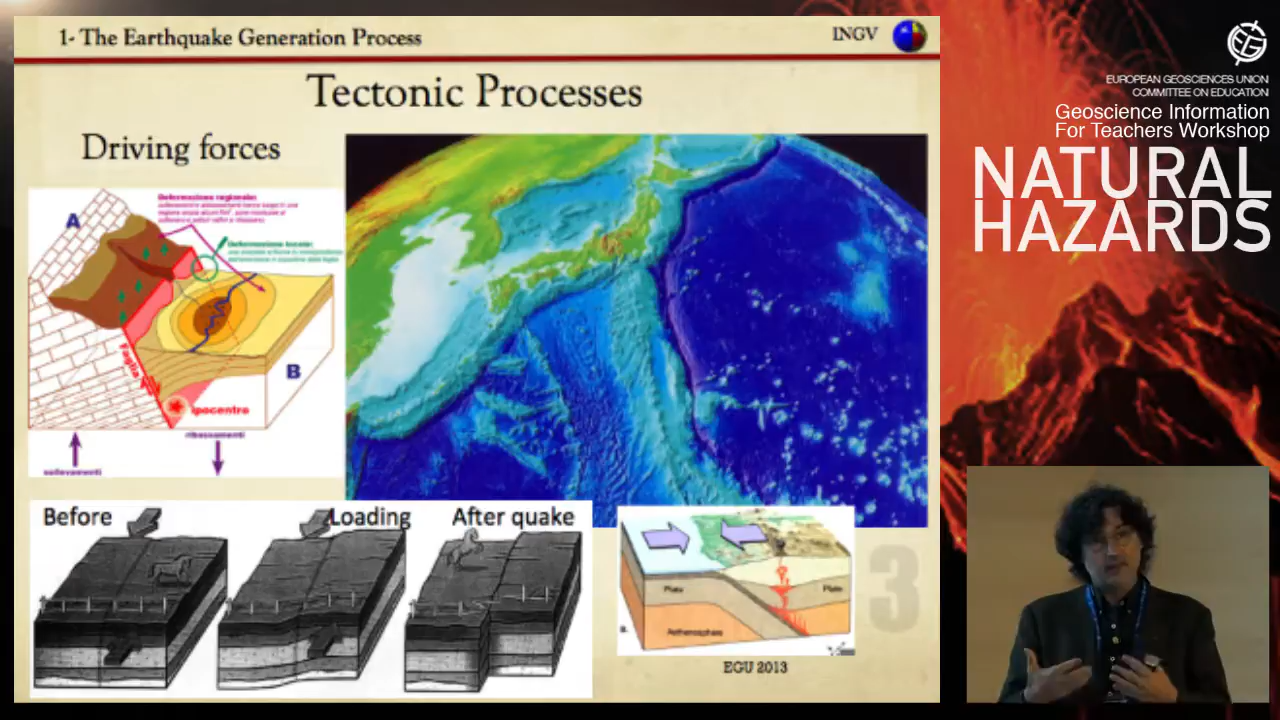 1- The Earthquake Generation Process
INGV
Tectonic Processes
Driving forces
A
Deformazione regionale:
Deformazione locale:
Faglia
B
ipocentro
ribassamenti
sollevamenti
Before
Loading
After quake
Plate
Asthenosphere
3
EGU 2013
EUROPEAN GEOSCIENCES UNION
COMMITTEE ON EDUCATION
Geoscience Information
For Teachers Workshop
NATURAL
HAZARDS